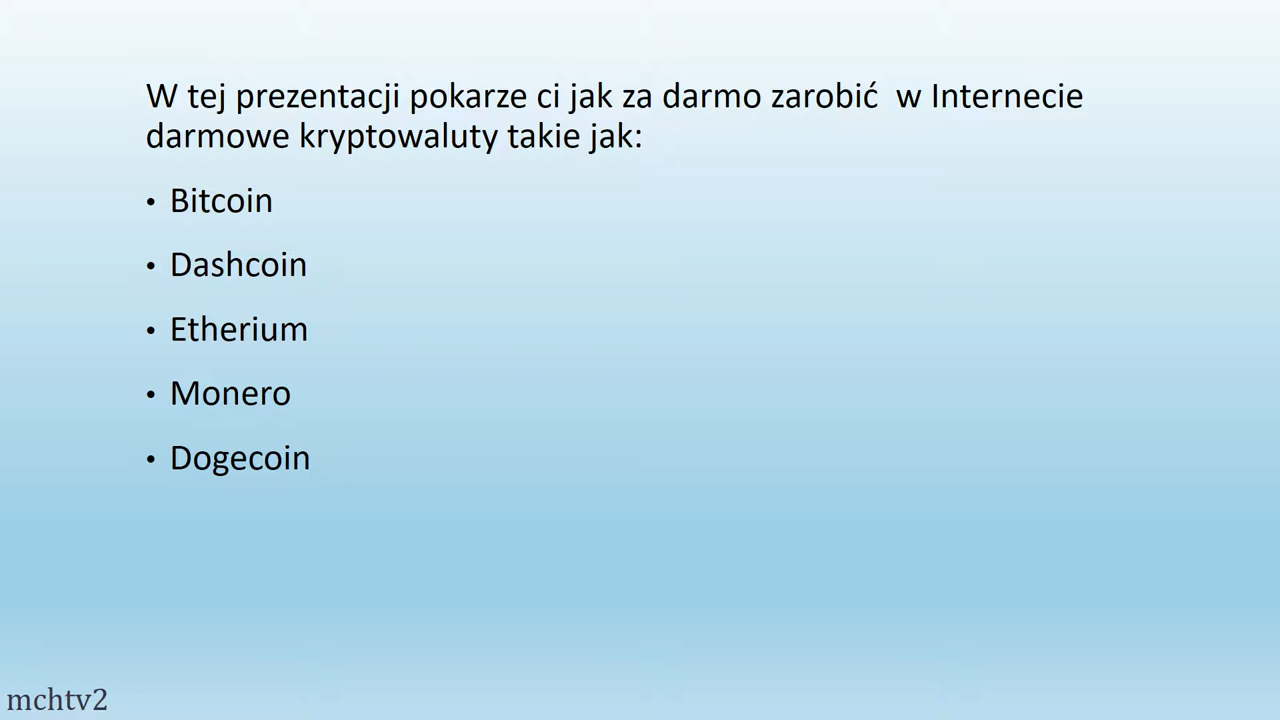 W tej prezentacji pokarze ci jak za darmo zarobić w Internecie
darmowe kryptowaluty takie jak:
• Bitcoin
• Dashcoin
• Etherium
• Monero
• Dogecoin
mchtv2